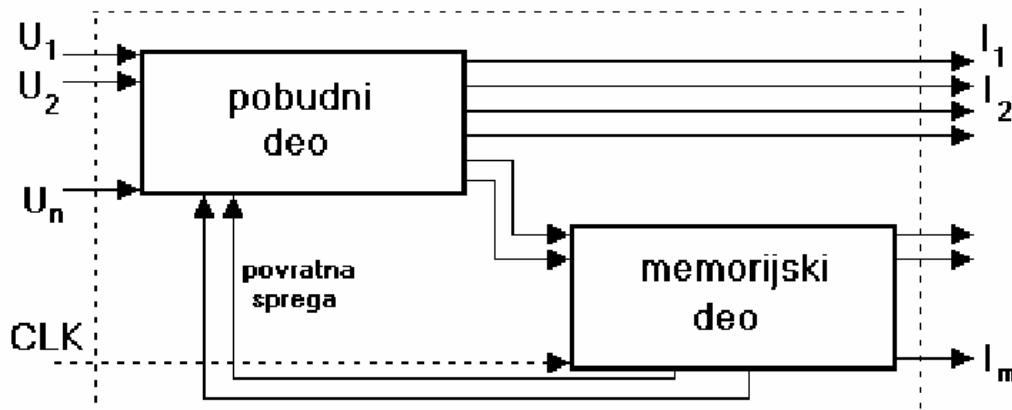 U1
U2
Un
pobudni
deo
I1
I2
povratna
sprega
memorijski
deo
CLK
Im